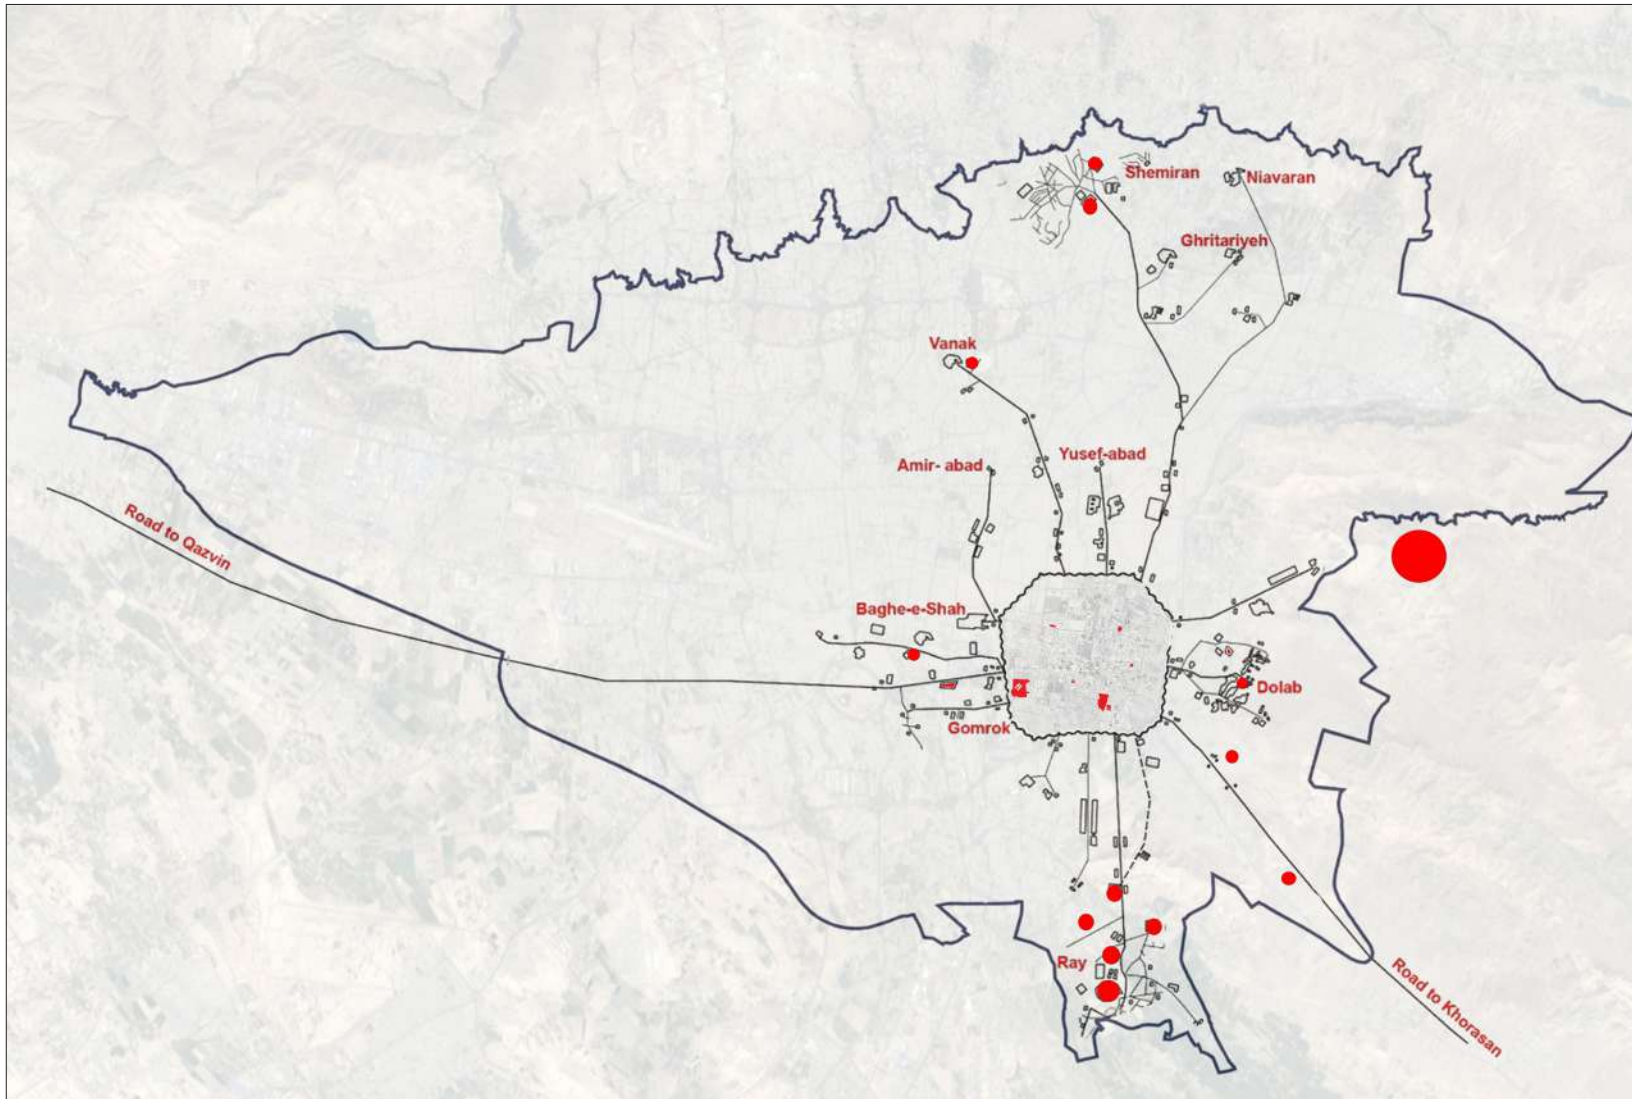 Shemiran
Niavaran
Ghritariyeh
Vanak
Yusef-abad
Amir- abad
Road to Qazvin
Baghe-e-Shah
Dolab
Gomrok
Ray
Road to Khorasan